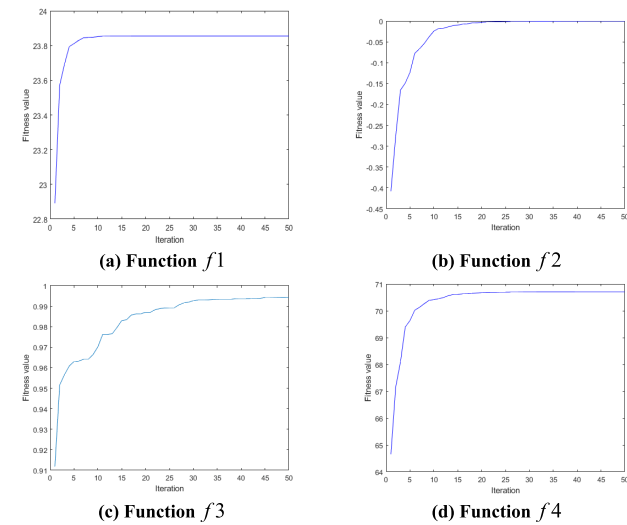 24
23.8
23.6
23.4
23.2
23
22.8
Fitness value
0 5 10 15 20 25 30 35 40 45 50
Iteration
(a) Function f1
0
-0.05
-0.1
-0.15
-0.2
-0.25
-0.3
-0.35
-0.4
-0.45
Fitness value
0 5 10 15 20 25 30 35 40 45 50
Iteration
(b) Function f2
1
0.99
0.98
0.97
0.96
0.95
0.94
0.93
0.92
0.91
Fitness value
0 5 10 15 20 25 30 35 40 45 50
Iteration
(c) Function f3
71
70
69
68
67
66
65
64
Fitness value
0 5 10 15 20 25 30 35 40 45 50
Iteration
(d) Function f4